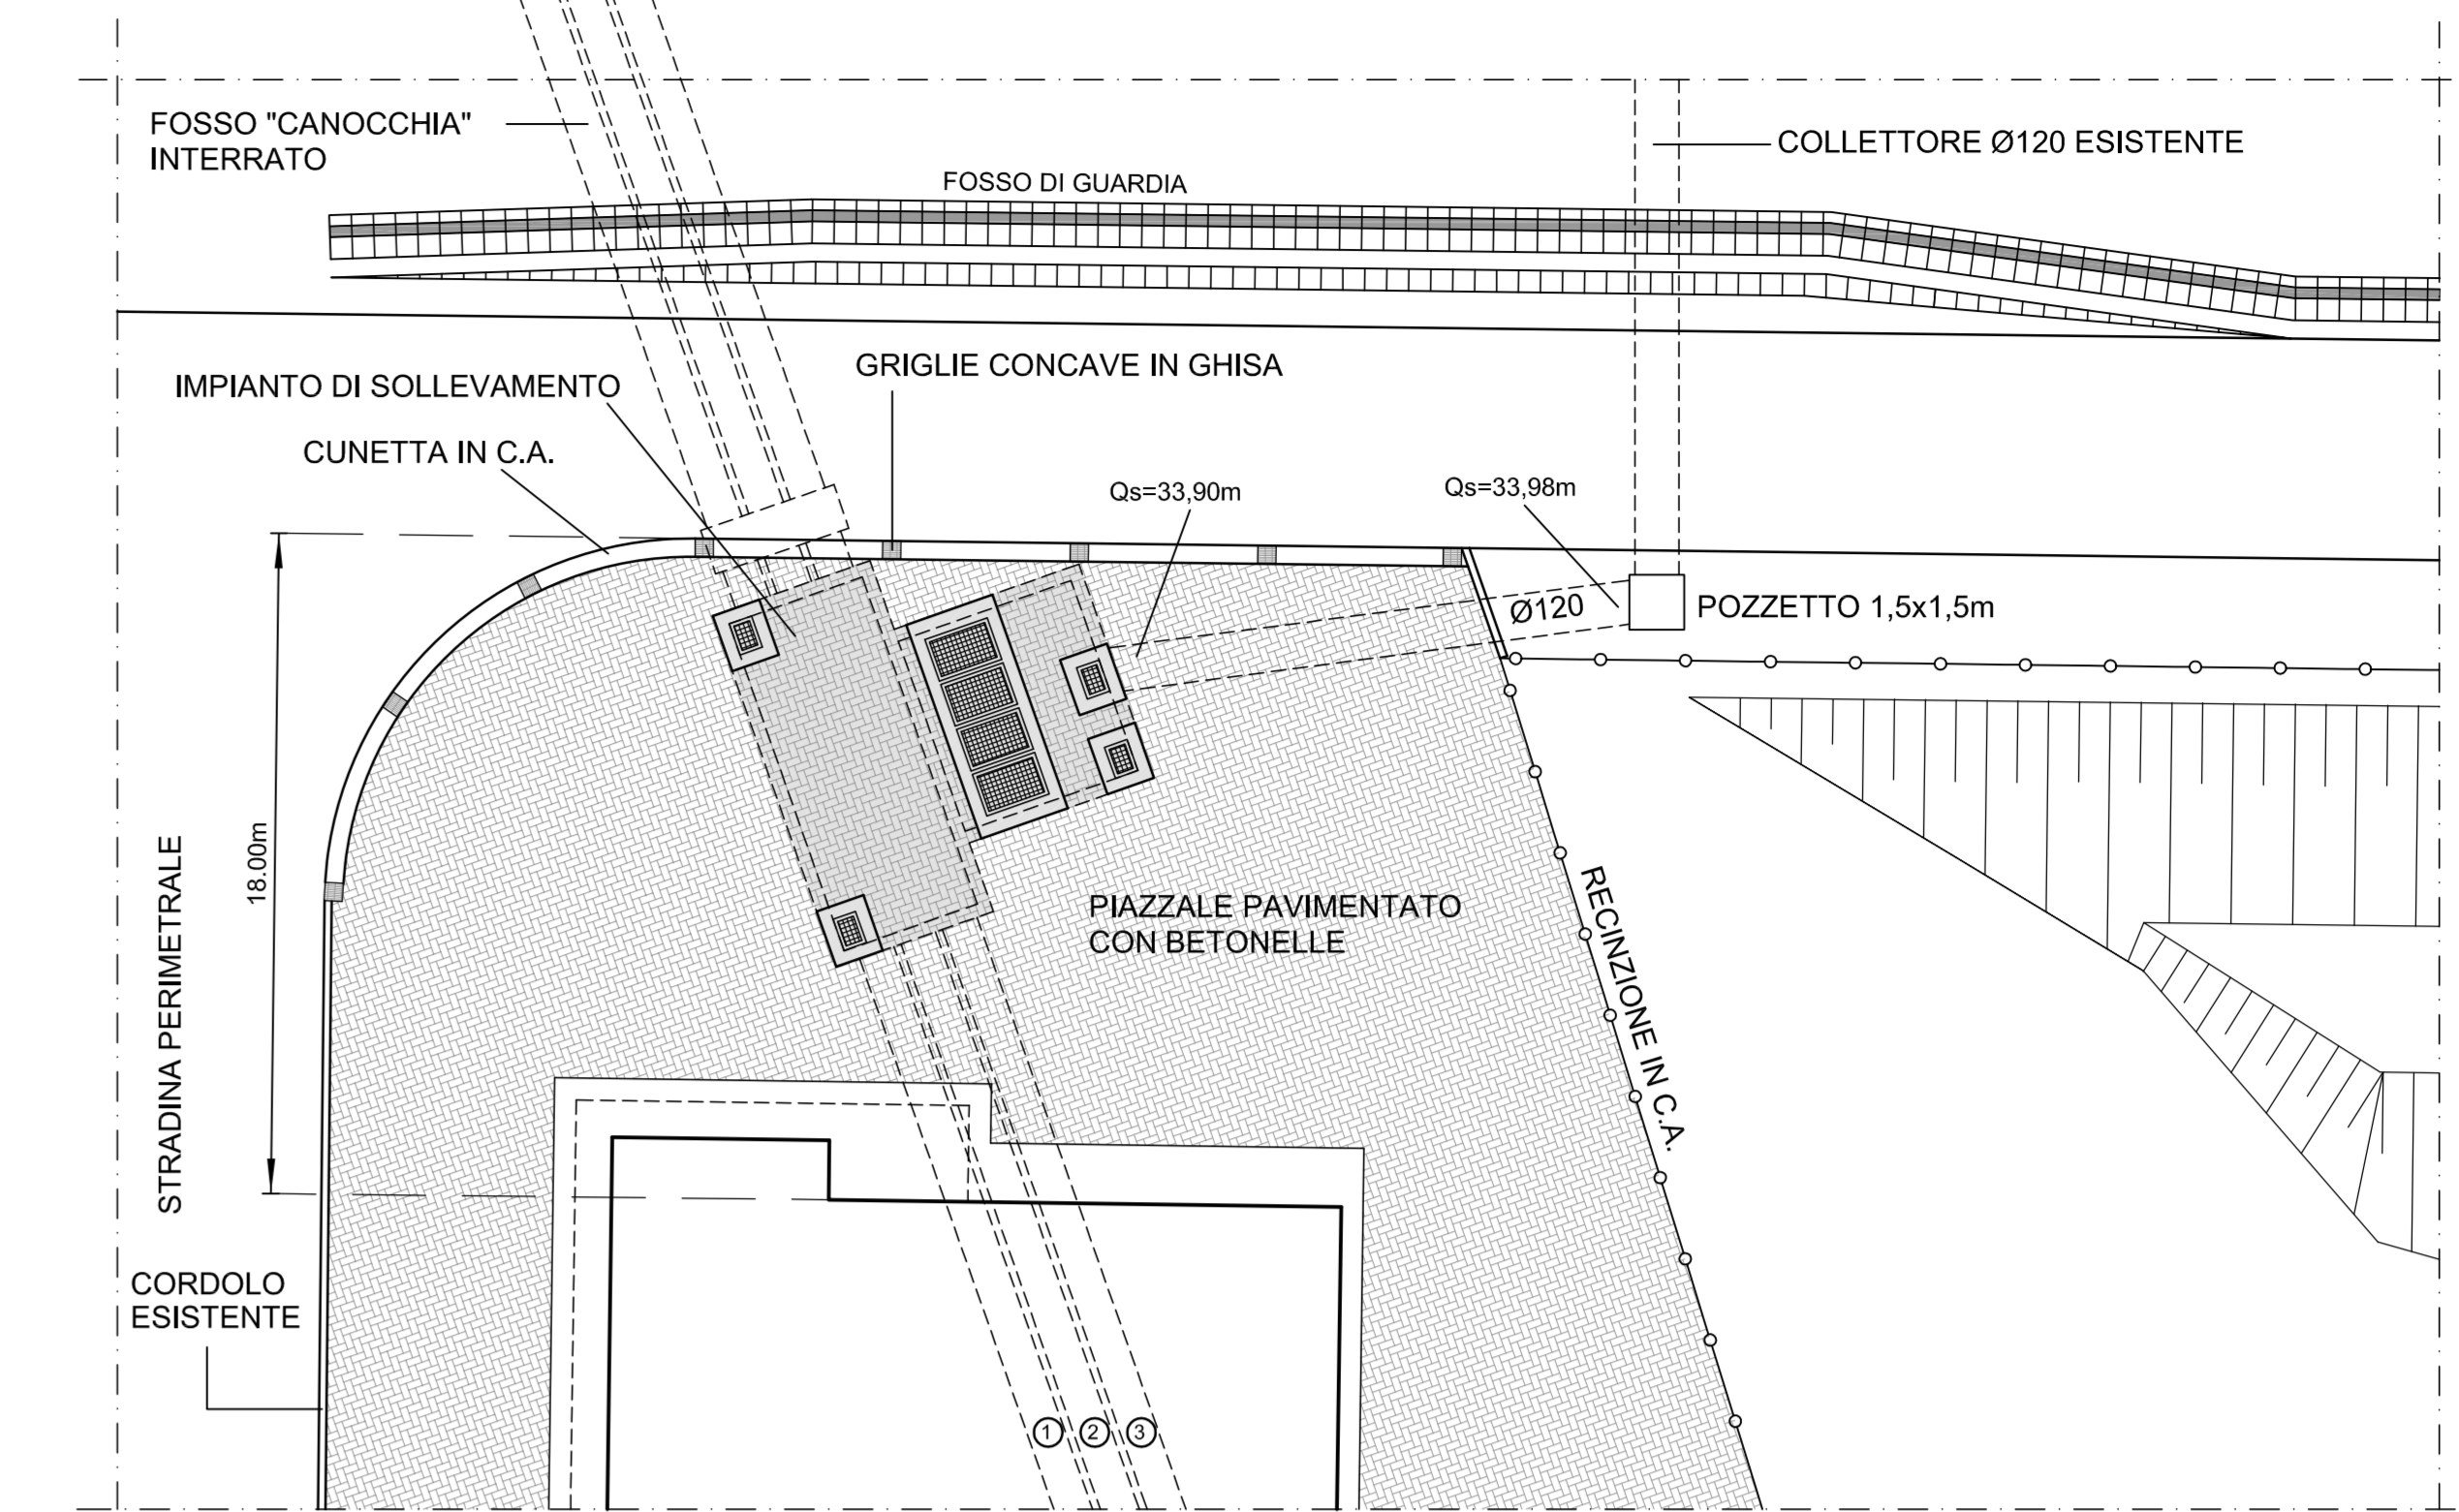 FOSSO "CANOCCHIA"
INTERRATO
COLLETTORE Ø120 ESISTENTE
FOSSO DI GUARDIA
GRIGLIE CONCAVE IN GHISA
IMPIANTO DI SOLLEVAMENTO
CUNETTA IN C.A.
Qs=33,90m
Qs=33,98m
Ø120
POZZETTO 1,5x1,5m
18.00m
STRADINA PERIMETRALE
PIAZZALE PAVIMENTATO
CON BETONELLE
RECINZIONE IN C.A.
CORDOLO
ESISTENTE
1 2 3